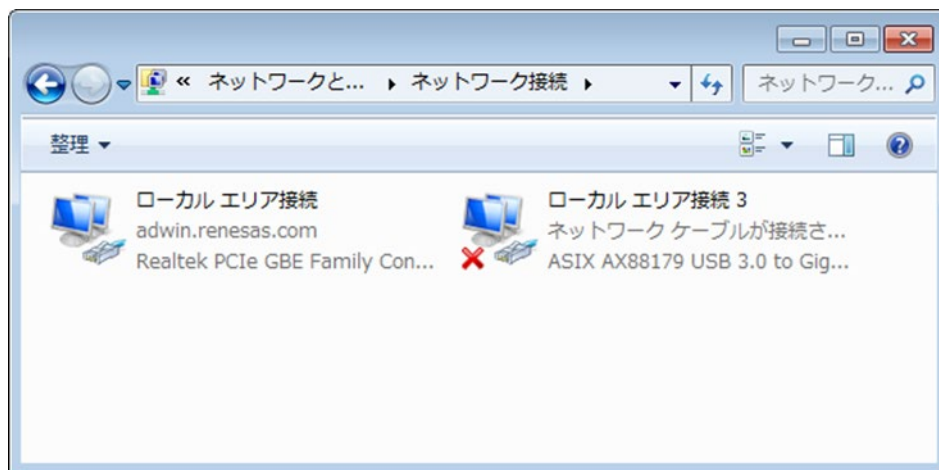 « ネットワークと... ▸ ネットワーク接続 ▸
ネットワーク...
整理 ▼
ローカル エリア接続
adwin.renesas.com
Realtek PCIe GBE Family Con...
ローカル エリア接続 3
ネットワーク ケーブルが接続さ...
ASIX AX88179 USB 3.0 to Gig...